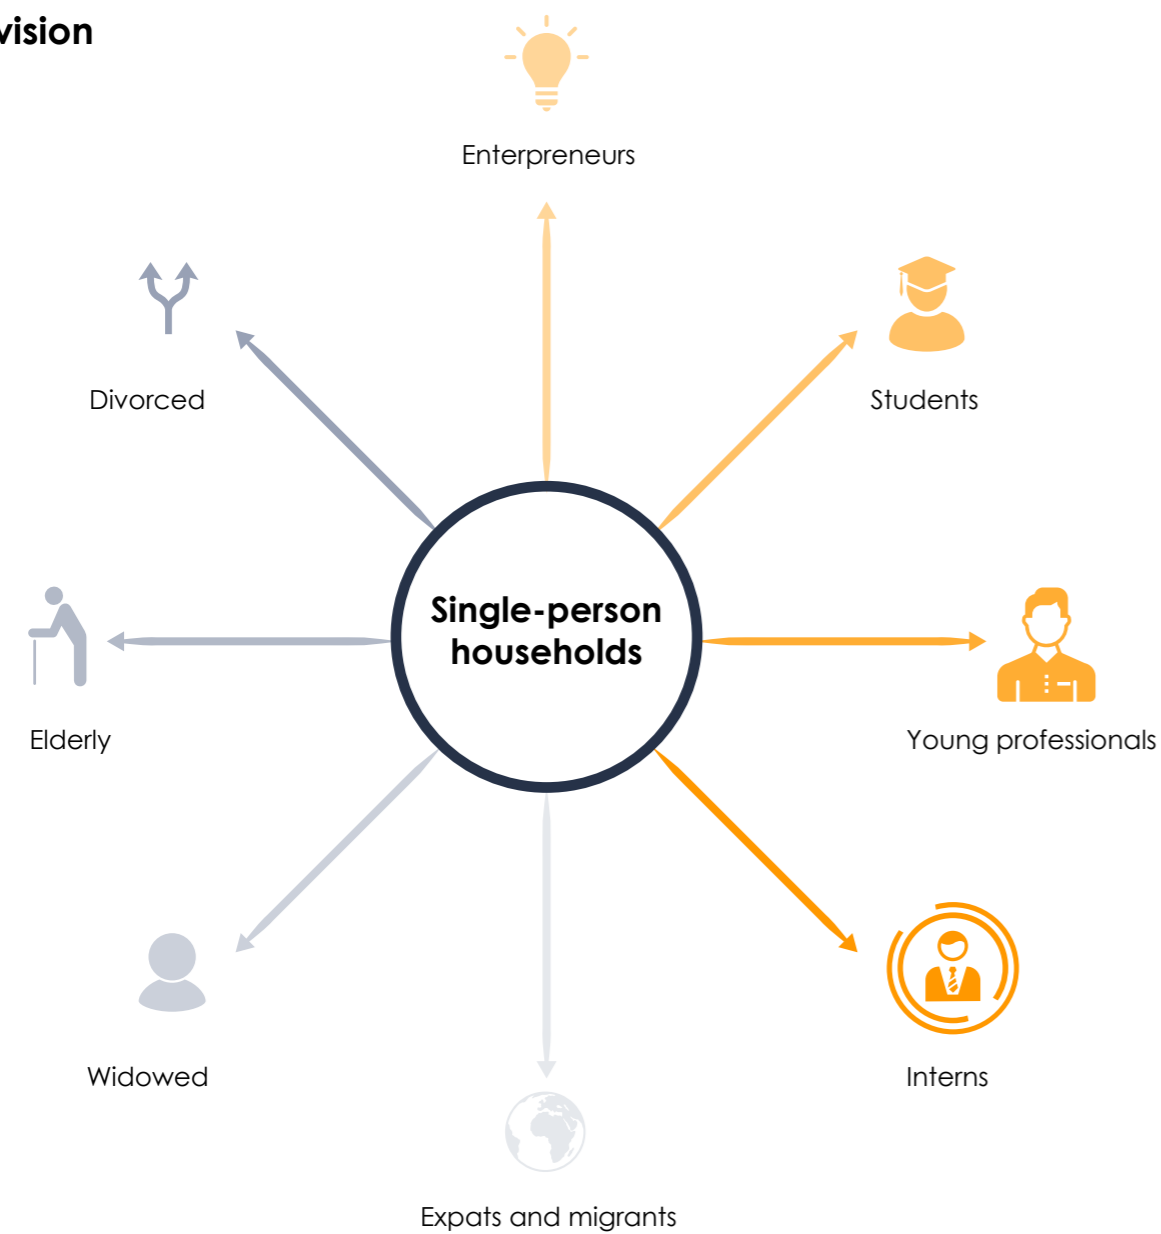 vision
Enterpreneurs
Divorced
Students
Single-person
households
Elderly
Young professionals
Widowed
Interns
Expats and migrants